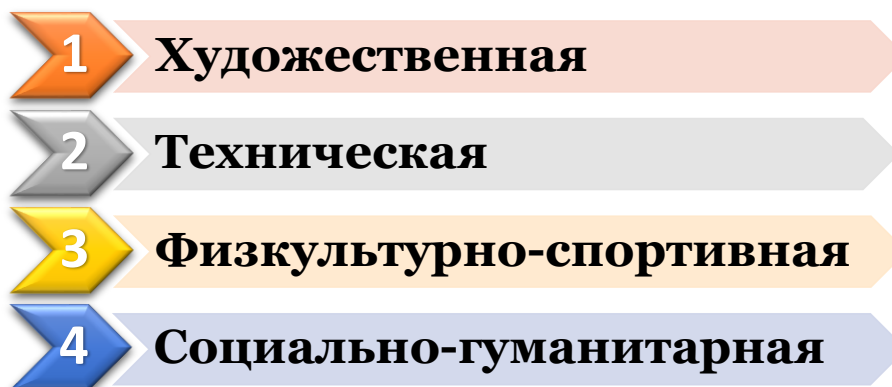 1 Художественная
2 Техническая
3 Физкультурно-спортивная
4 Социально-гуманитарная